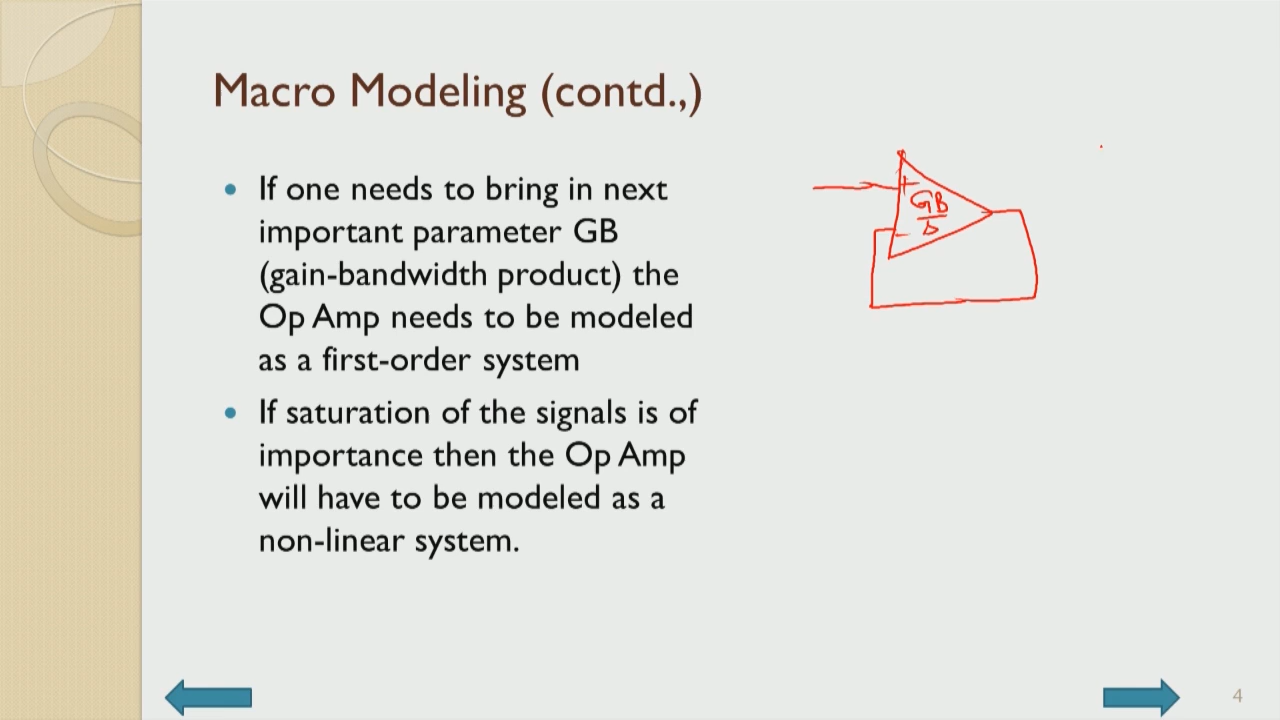 Macro Modeling (contd.,)
If one needs to bring in next
important parameter GB
(gain-bandwidth product) the
Op Amp needs to be modeled
as a first-order system
If saturation of the signals is of
importance then the Op Amp
will have to be modeled as a
non-linear system.
+
GB
s
-
4